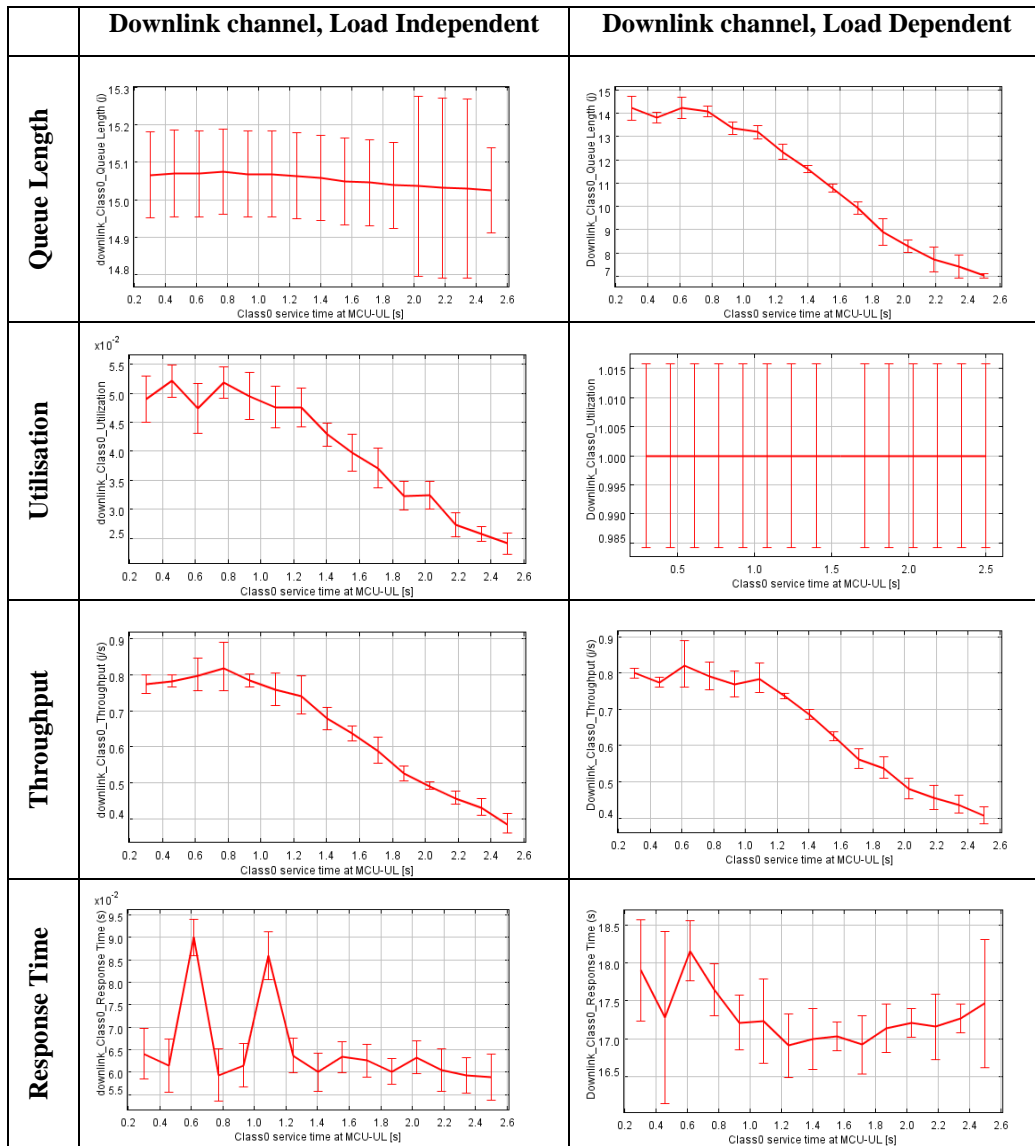 Downlink channel, Load Independent
Downlink channel, Load Dependent
Queue Length
downlink_Class0_Queue Length (j)
15.3
15.2
15.1
15.0
14.9
14.8
0.2 0.4 0.6 0.8 1.0 1.2 1.4 1.6 1.8 2.0 2.2 2.4 2.6
Class0 service time at MCU-UL [s]
Downlink_Class0_Queue Length (j)
15
14
13
12
11
10
9
8
7
0.2 0.4 0.6 0.8 1.0 1.2 1.4 1.6 1.8 2.0 2.2 2.4 2.6
Class0 service time at MCU-UL [s]
Utilisation
x10⁻²
downlink_Class0_Utilization
5.5
5.0
4.5
4.0
3.5
3.0
2.5
0.2 0.4 0.6 0.8 1.0 1.2 1.4 1.6 1.8 2.0 2.2 2.4 2.6
Class0 service time at MCU-UL [s]
Downlink_Class0_Utilization
1.015
1.010
1.005
1.000
0.995
0.990
0.985
0.5 1.0 1.5 2.0 2.5
Class0 service time at MCU-UL [s]
Throughput
downlink_Class0_Throughput (j/s)
0.9
0.8
0.7
0.6
0.5
0.4
0.2 0.4 0.6 0.8 1.0 1.2 1.4 1.6 1.8 2.0 2.2 2.4 2.6
Class0 service time at MCU-UL [s]
Downlink_Class0_Throughput (j/s)
0.9
0.8
0.7
0.6
0.5
0.4
0.2 0.4 0.6 0.8 1.0 1.2 1.4 1.6 1.8 2.0 2.2 2.4 2.6
Class0 service time at MCU-UL [s]
Response Time
x10⁻²
downlink_Class0_Response Time (s)
9.5
9.0
8.5
8.0
7.5
7.0
6.5
6.0
5.5
0.2 0.4 0.6 0.8 1.0 1.2 1.4 1.6 1.8 2.0 2.2 2.4 2.6
Class0 service time at MCU-UL [s]
Downlink_Class0_Response Time (s)
18.5
18.0
17.5
17.0
16.5
0.2 0.4 0.6 0.8 1.0 1.2 1.4 1.6 1.8 2.0 2.2 2.4 2.6
Class0 service time at MCU-UL [s]